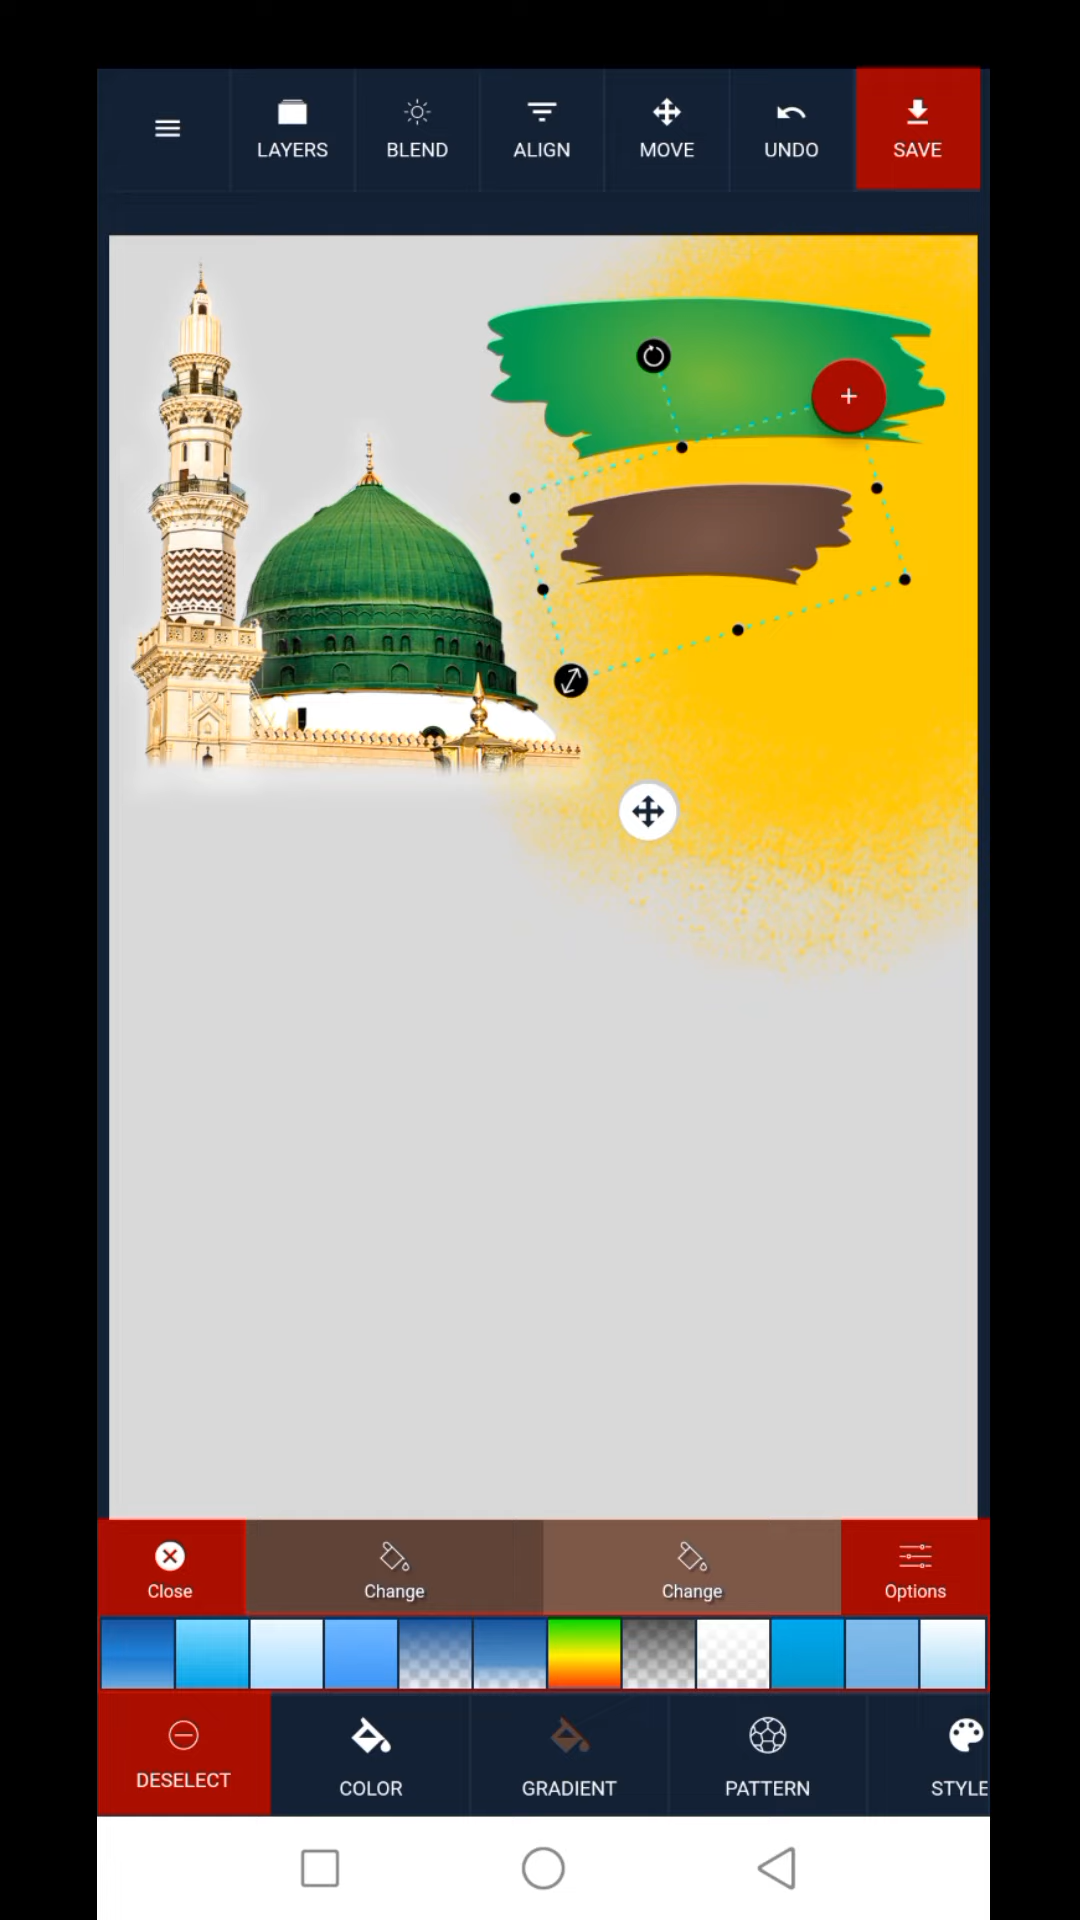 LAYERS BLEND ALIGN MOVE UNDO SAVE
Close Change Change Options
DESELECT COLOR GRADIENT PATTERN STYLE